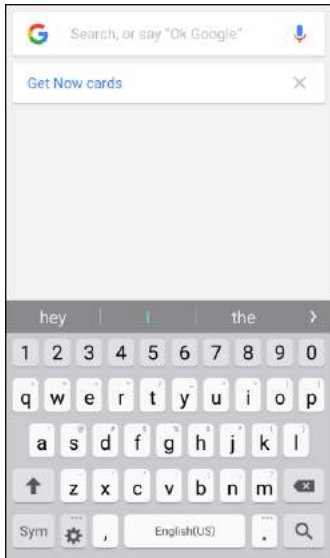 G Search, or say "Ok Google"
Get Now cards
hey I the
1 2 3 4 5 6 7 8 9 0
q w e r t y u i o p
a s d f g h j k l
z x c v b n m
Sym , English(US) .